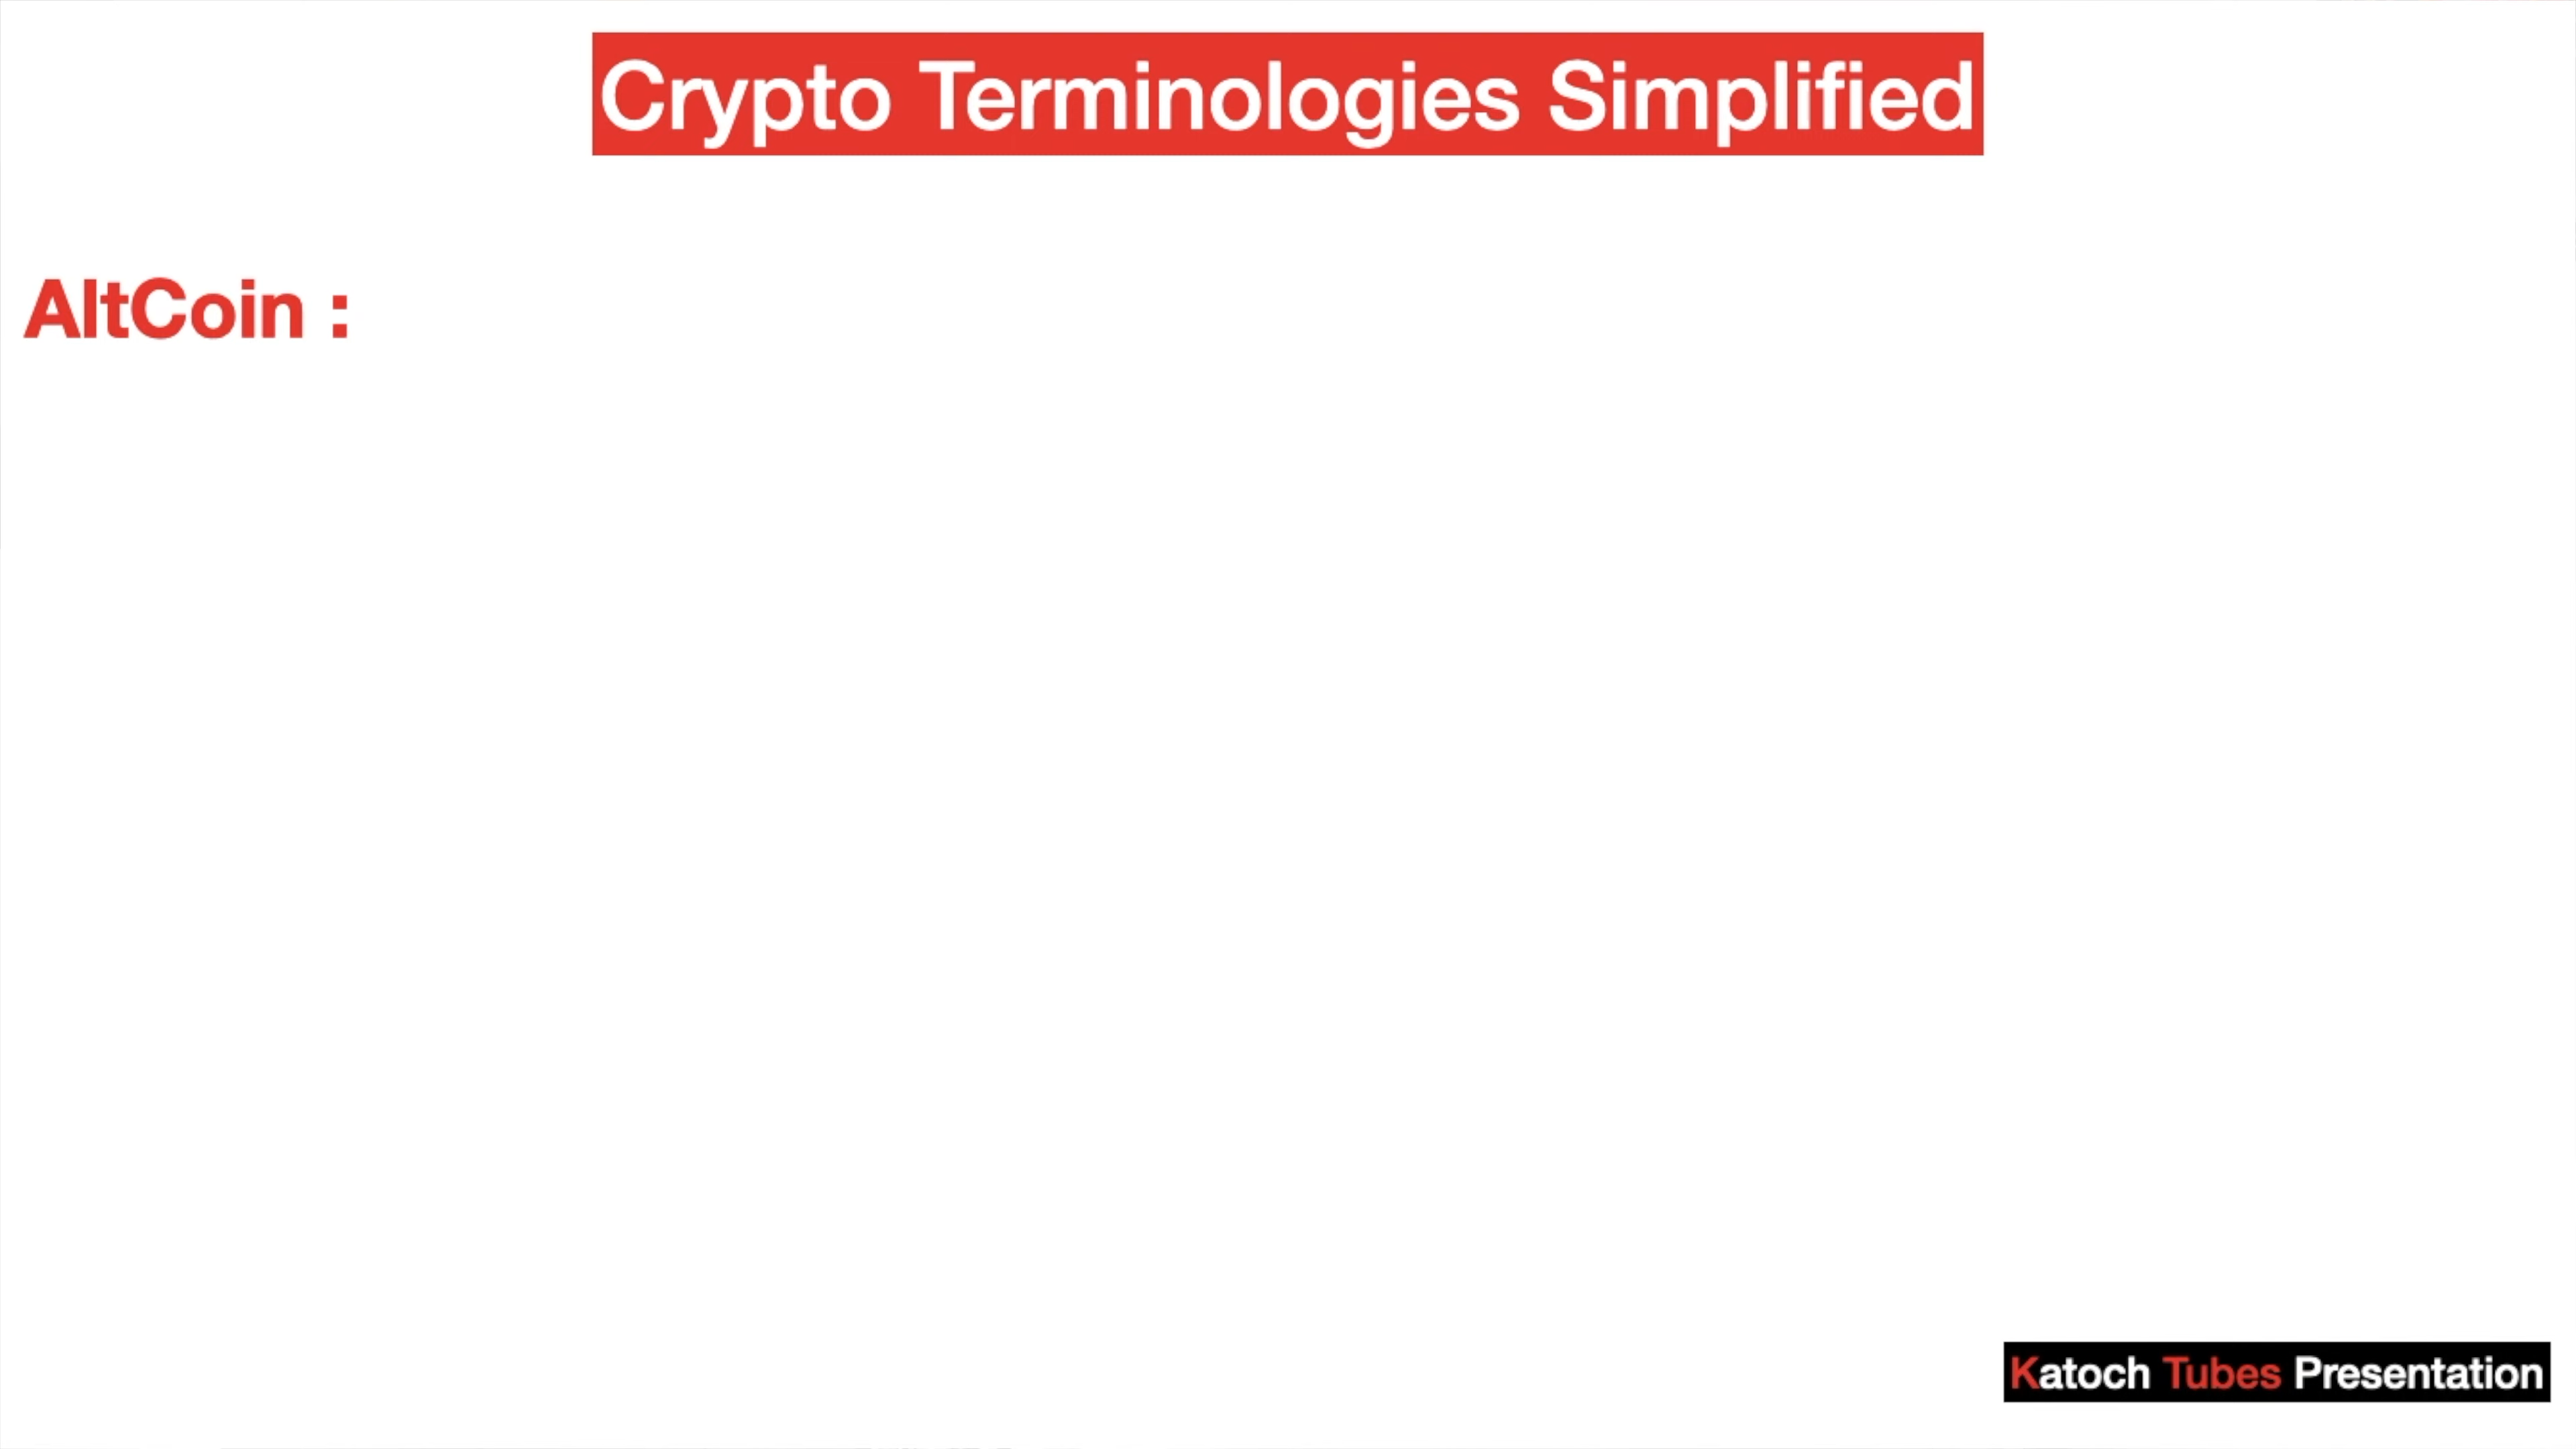 Crypto Terminologies Simplified
AltCoin :
Katoch Tubes Presentation